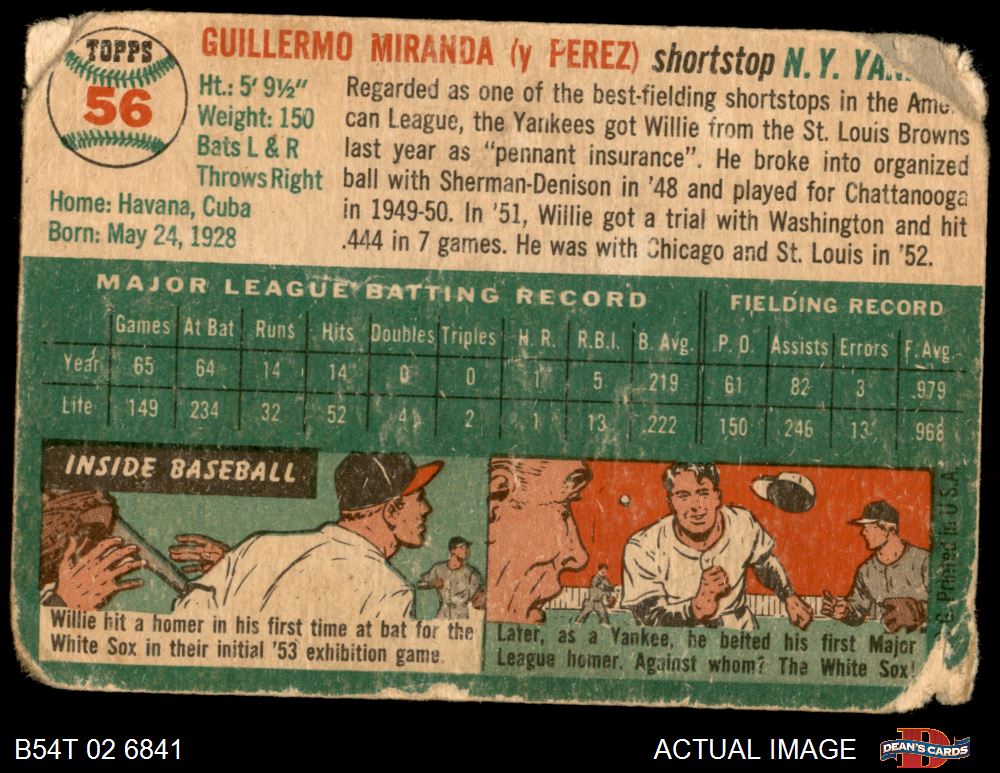 TOPPS
56
GUILLERMO MIRANDA (y PEREZ) shortstop N. Y.
Ht.: 5' 9½"
Weight: 150
Bats L & R
Throws Right
Home: Havana, Cuba
Born: May 24, 1928
Regarded as one of the best-fielding shortstops in the
can League, the Yankees got Willie from the St. Louis Browns
last year as "pennant insurance". He broke into organized
ball with Sherman-Denison in '48 and played for Chattanooga
in 1949-50. In '51, Willie got a trial with Washington and hit
.444 in 7 games. He was with Chicago and St. Louis in '52.
MAJOR LEAGUE BATTING RECORD FIELDING RECORD
Games At Bat Runs Hits Doubles Triples H. R. R.B.I. B. Avg. P. O. Assists Errors F. Avg.
Year 65 64 14 14 0 0 1 5 .219 61 82 3 .979
Life 149 234 32 52 4 2 1 13 .222 150 246 13 .968
INSIDE BASEBALL
Willie hit a homer in his first time at bat for the
White Sox in their initial '53 exhibition game.
Later, as a Yankee, he belted his first Major
League homer. Against whom? The White Sox!
G. Printed in U.S.A.
B54T 02 6841
ACTUAL IMAGE
DEAN'S CARDS